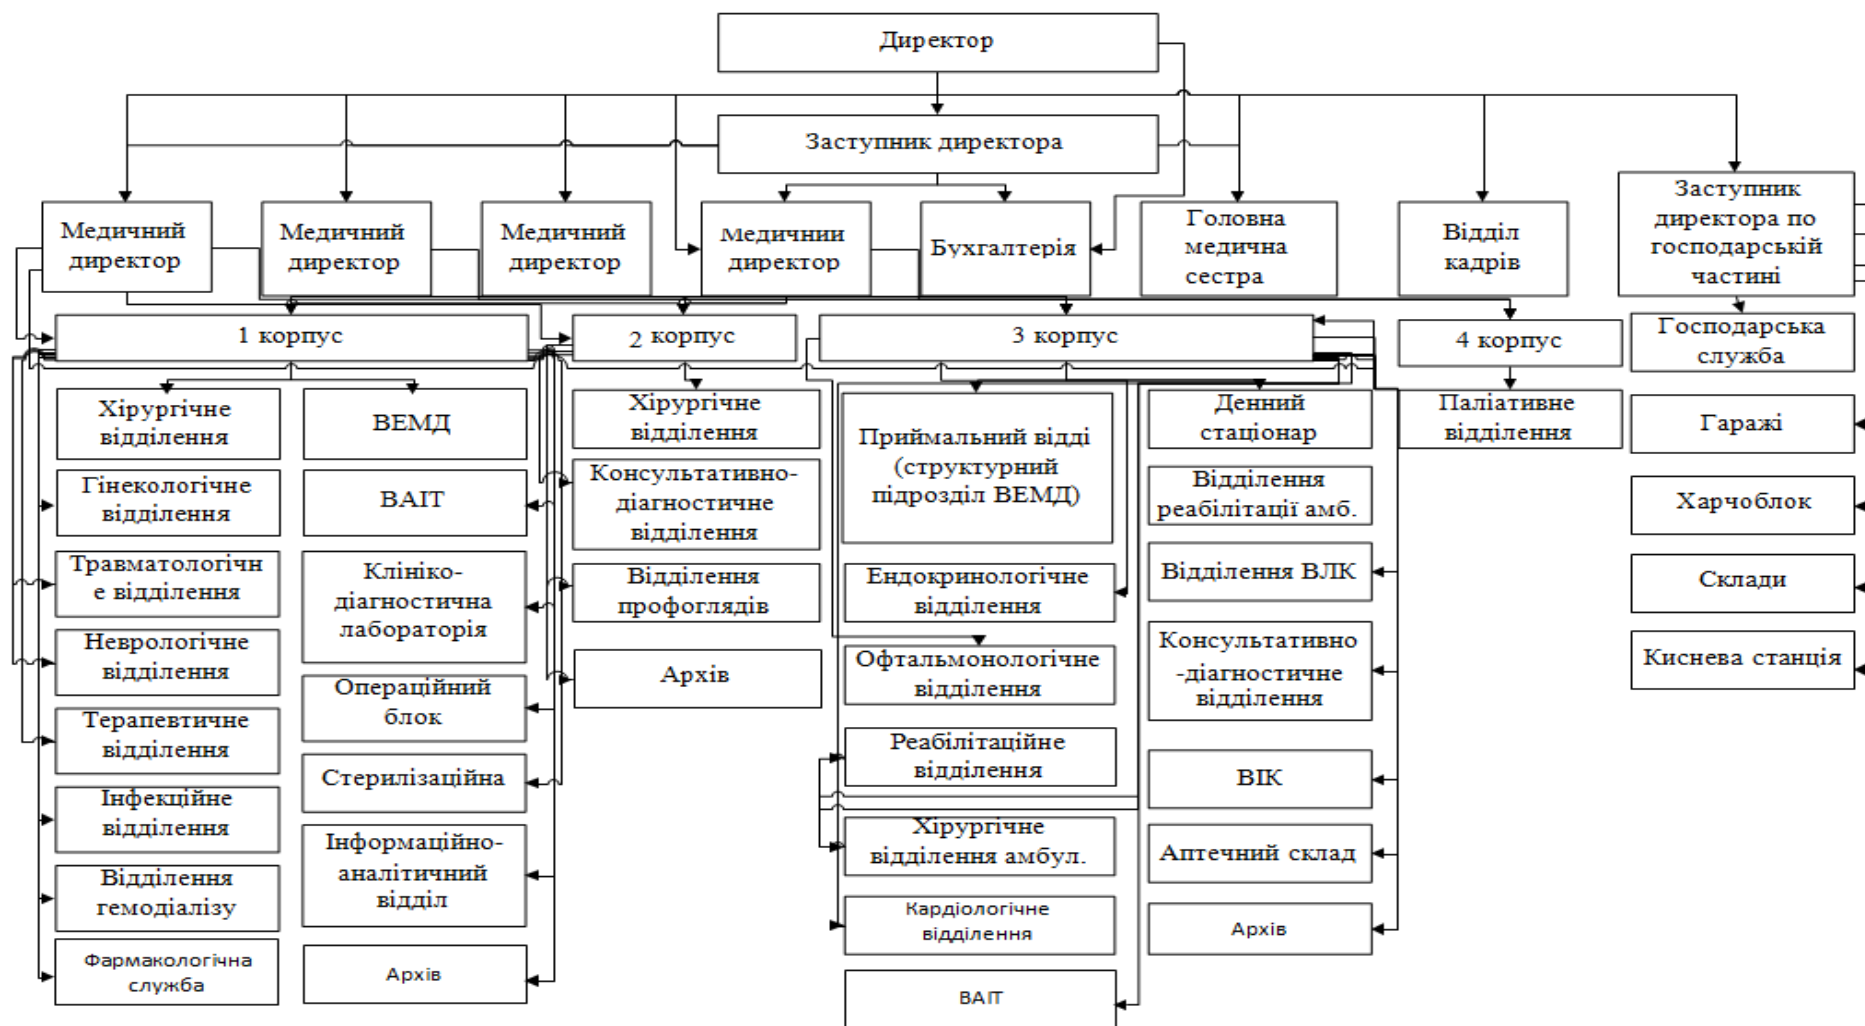 Директор
Заступник директора
Медичний
директор
Медичний
директор
Медичний
директор
Медичний
директор
Бухгалтерія
Головна
медична
сестра
Відділ
кадрів
Заступник
директора по
господарській
частині
1 корпус
2 корпус
3 корпус
4 корпус
Господарська
служба
Хірургічне
відділення
Гінекологічне
відділення
Травматологічн
е відділення
Неврологічне
відділення
Терапевтичне
відділення
Інфекційне
відділення
Відділення
гемодіалізу
Фармакологічна
служба
ВЕМД
ВАІТ
Клініко-
діагностична
лабораторія
Операційний
блок
Стерилізаційна
Інформаційно-
аналітичний
відділ
Архів
Хірургічне
відділення
Консультативно-
діагностичне
відділення
Відділення
профоглядів
Архів
Приймальний відді
(структурний
підрозділ ВЕМД)
Ендокринологічне
відділення
Офтальмонологічне
відділення
Реабілітаційне
відділення
Хірургічне
відділення амбул.
Кардіологічне
відділення
ВАІТ
Денний
стаціонар
Відділення
реабілітації амб.
Відділення ВЛК
Консультативно
-діагностичне
відділення
ВІК
Аптечний склад
Архів
Паліативне
відділення
Гаражі
Харчоблок
Склади
Киснева станція